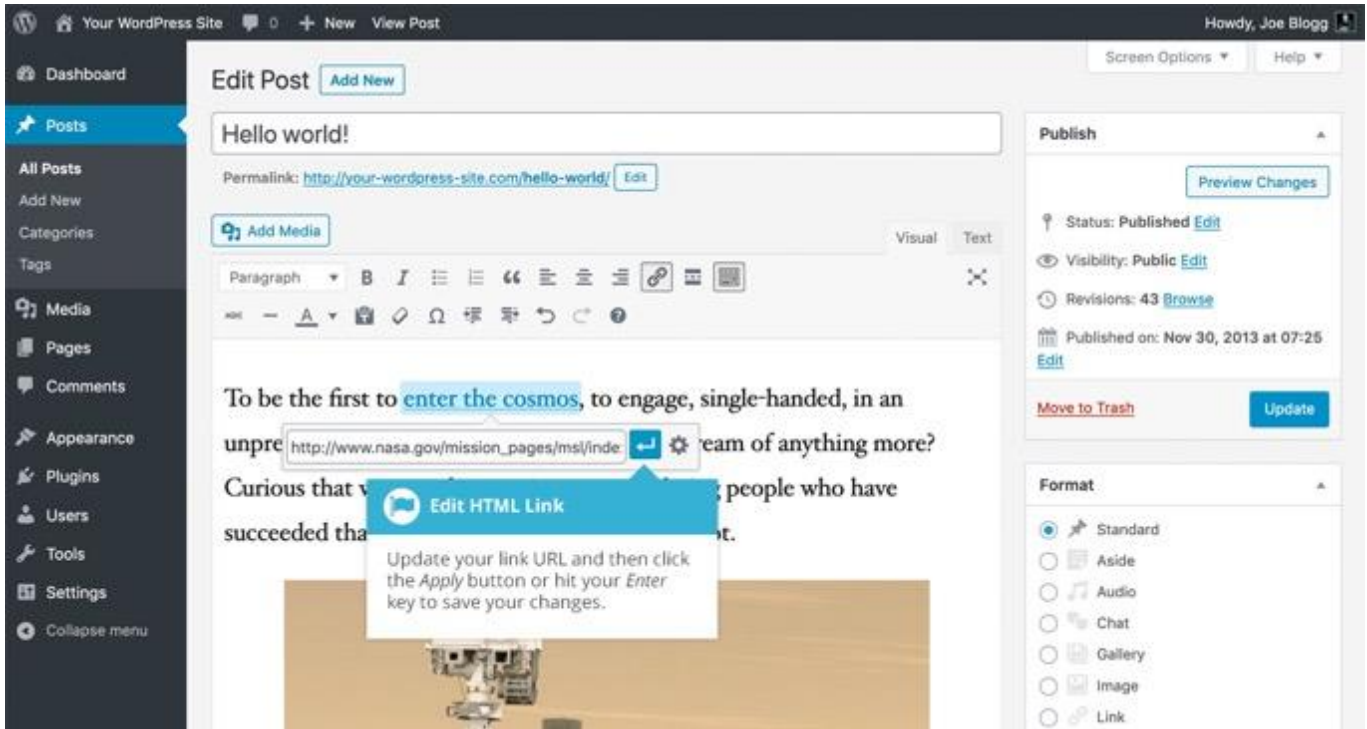 Your WordPress Site 0 + New View Post Howdy, Joe Blogg
Dashboard
Posts
All Posts
Add New
Categories
Tags
Media
Pages
Comments
Appearance
Plugins
Users
Tools
Settings
Collapse menu
Screen Options Help
Edit Post Add New
Hello world!
Permalink: http://your-wordpress-site.com/hello-world/ Edit
Add Media
Visual Text
Paragraph B I
A Ω
To be the first to enter the cosmos, to engage, single-handed, in an
unpre http://www.nasa.gov/mission_pages/msl/inde ream of anything more?
Curious that people who have
succeeded tha t.
Edit HTML Link
Update your link URL and then click
the Apply button or hit your Enter
key to save your changes.
Publish
Preview Changes
Status: Published Edit
Visibility: Public Edit
Revisions: 43 Browse
Published on: Nov 30, 2013 at 07:25
Edit
Move to Trash Update
Format
Standard
Aside
Audio
Chat
Gallery
Image
Link